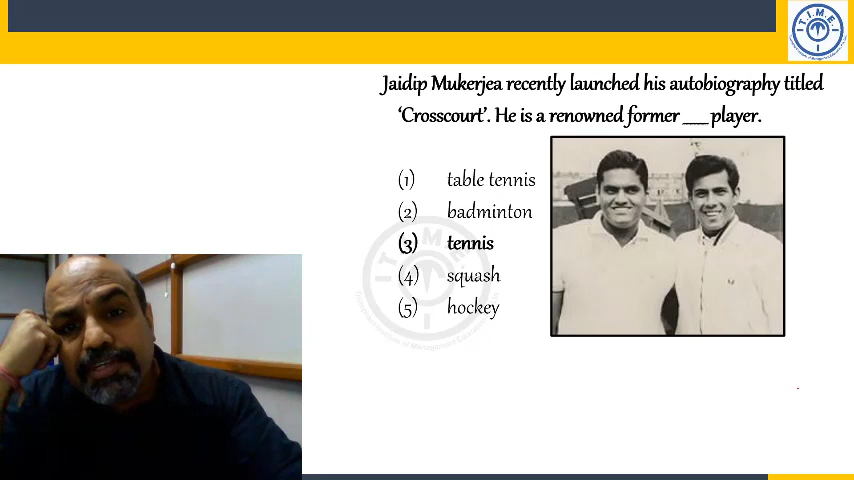 T.I.M.E.
Jaidip Mukerjea recently launched his autobiography titled
‘Crosscourt’. He is a renowned former ___ player.
(1) table tennis
(2) badminton
(3) tennis
(4) squash
(5) hockey